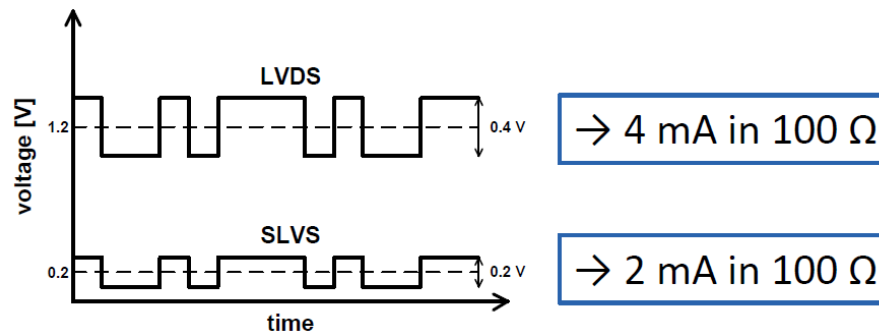 LVDS
voltage [V]
1.2
0.4 V
→ 4 mA in 100 Ω
SLVS
0.2
0.2 V
→ 2 mA in 100 Ω
time